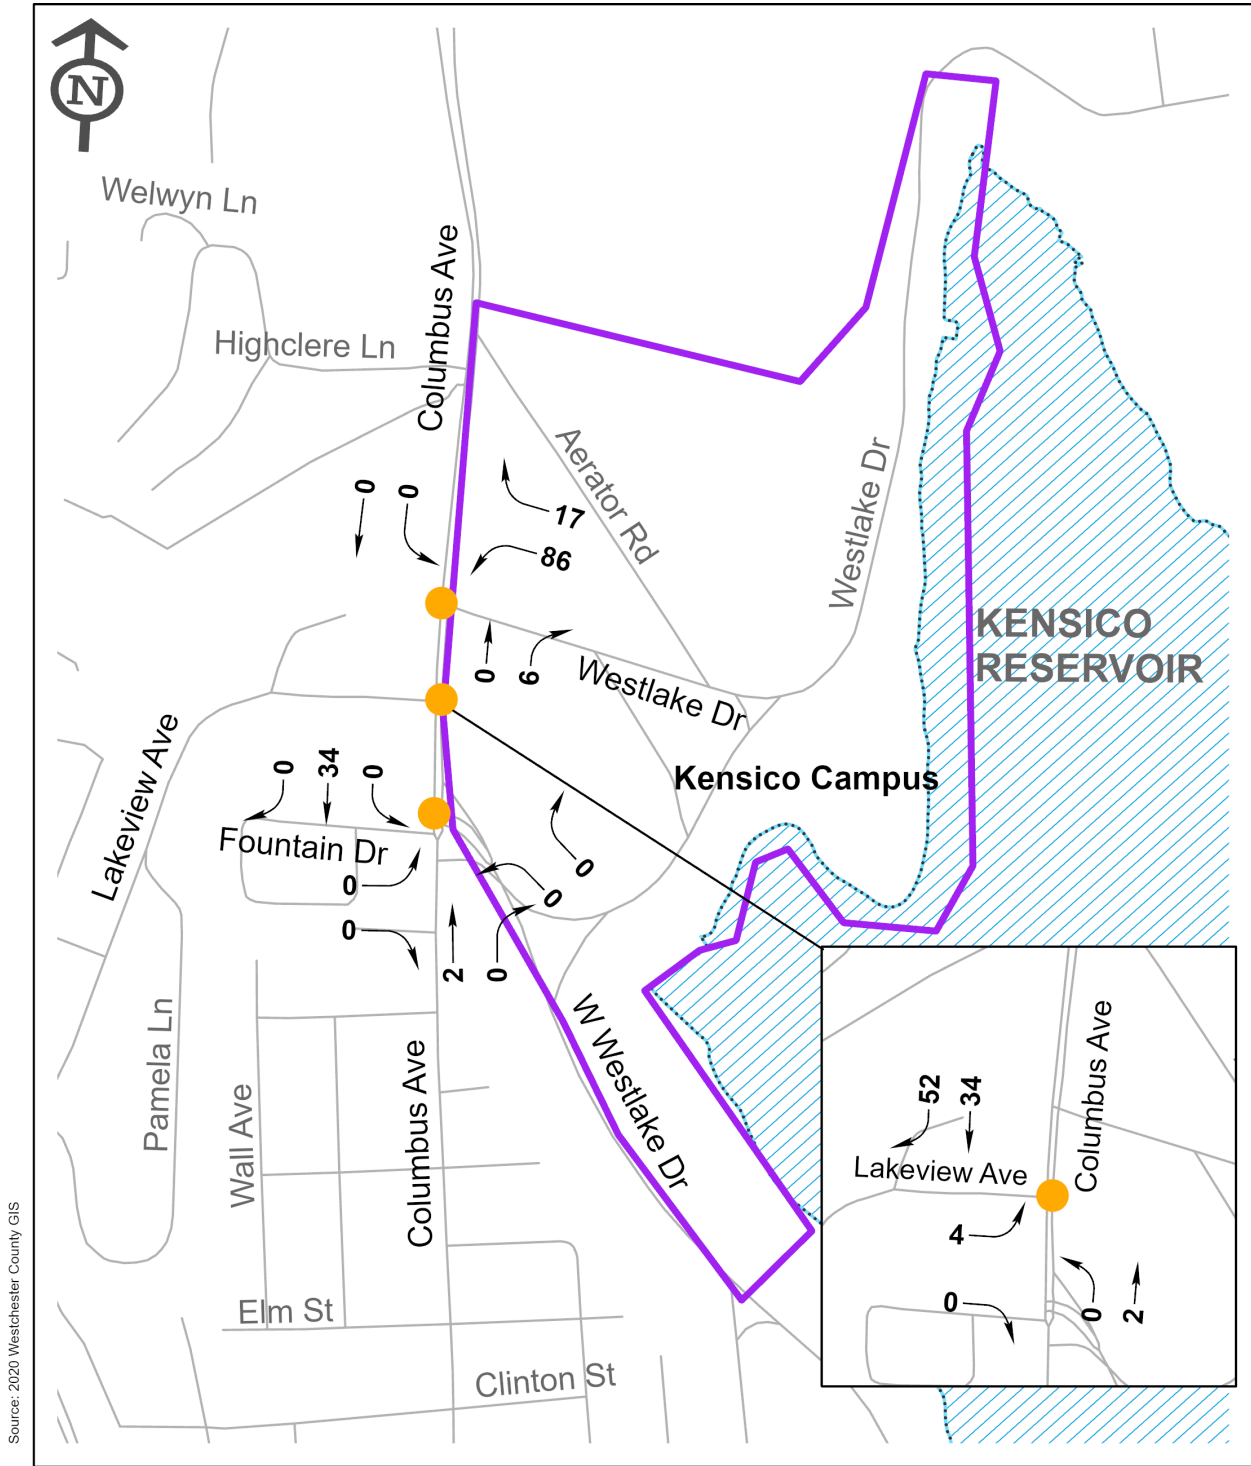 N
Welwyn Ln
Columbus Ave
Highclere Ln
Aerator Rd
Westlake Dr
0
0
17
86
KENSICO
RESERVOIR
0
6
Westlake Dr
Lakeview Ave
0
34
0
Kensico Campus
Fountain Dr
0
0
0
0
2
0
W Westlake Dr
Pamela Ln
Wall Ave
Columbus Ave
52
34
Columbus Ave
Lakeview Ave
4
0
0
2
Elm St
Clinton St
Source: 2020 Westchester County GIS